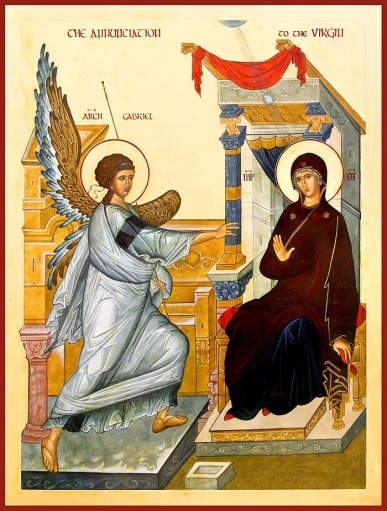 THE ANNUNCIATION TO THE VIRGIN
ARCH GABRIEL
ΜΡ ΘΥ